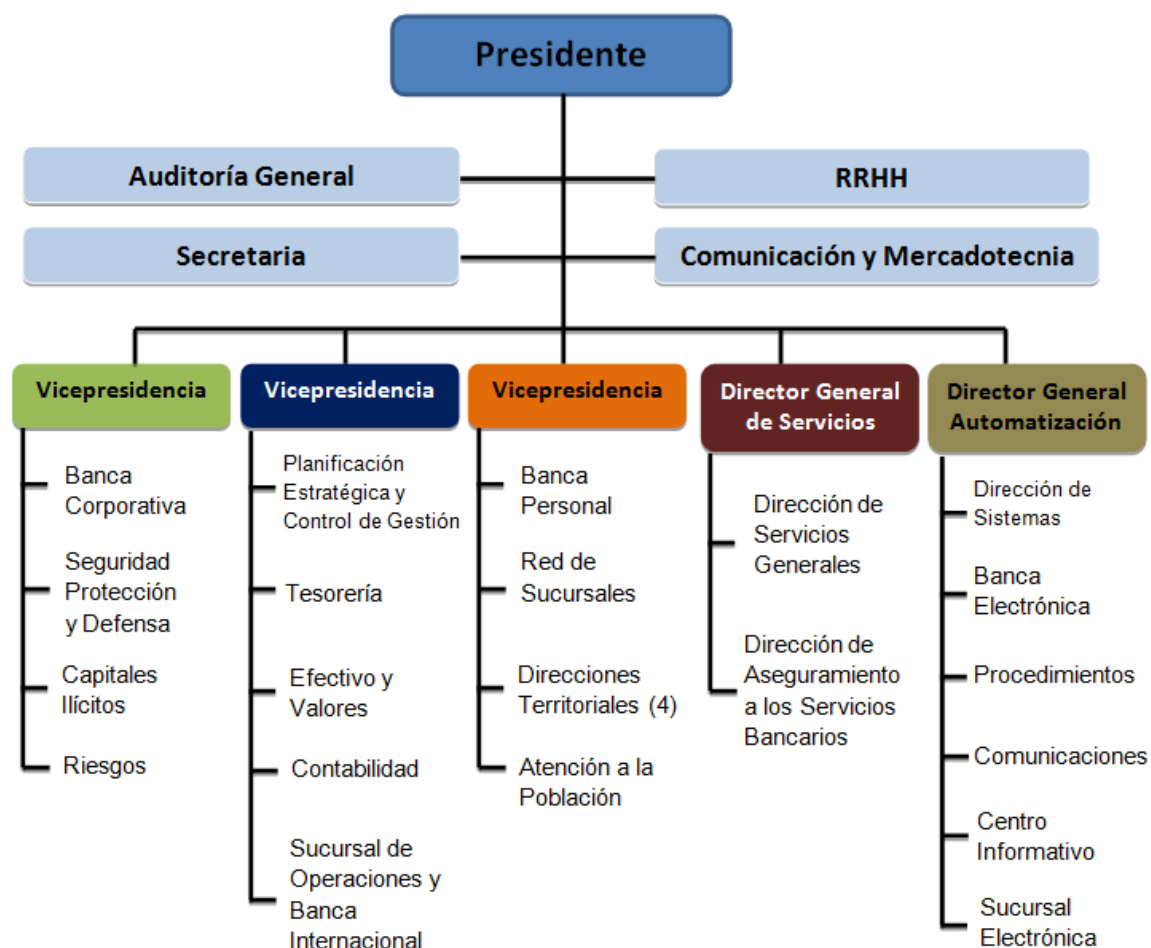 Presidente
Auditoría General
RRHH
Secretaria
Comunicación y Mercadotecnia
Vicepresidencia
Banca
Corporativa
Seguridad
Protección
y Defensa
Capitales
Ilícitos
Riesgos
Vicepresidencia
Planificación
Estratégica y
Control de Gestión
Tesorería
Efectivo y
Valores
Contabilidad
Sucursal de
Operaciones y
Banca
Internacional
Vicepresidencia
Banca
Personal
Red de
Sucursales
Direcciones
Territoriales (4)
Atención a la
Población
Director General
de Servicios
Dirección de
Servicios
Generales
Dirección de
Aseguramiento
a los Servicios
Bancarios
Director General
Automatización
Dirección de
Sistemas
Banca
Electrónica
Procedimientos
Comunicaciones
Centro
Informativo
Sucursal
Electrónica